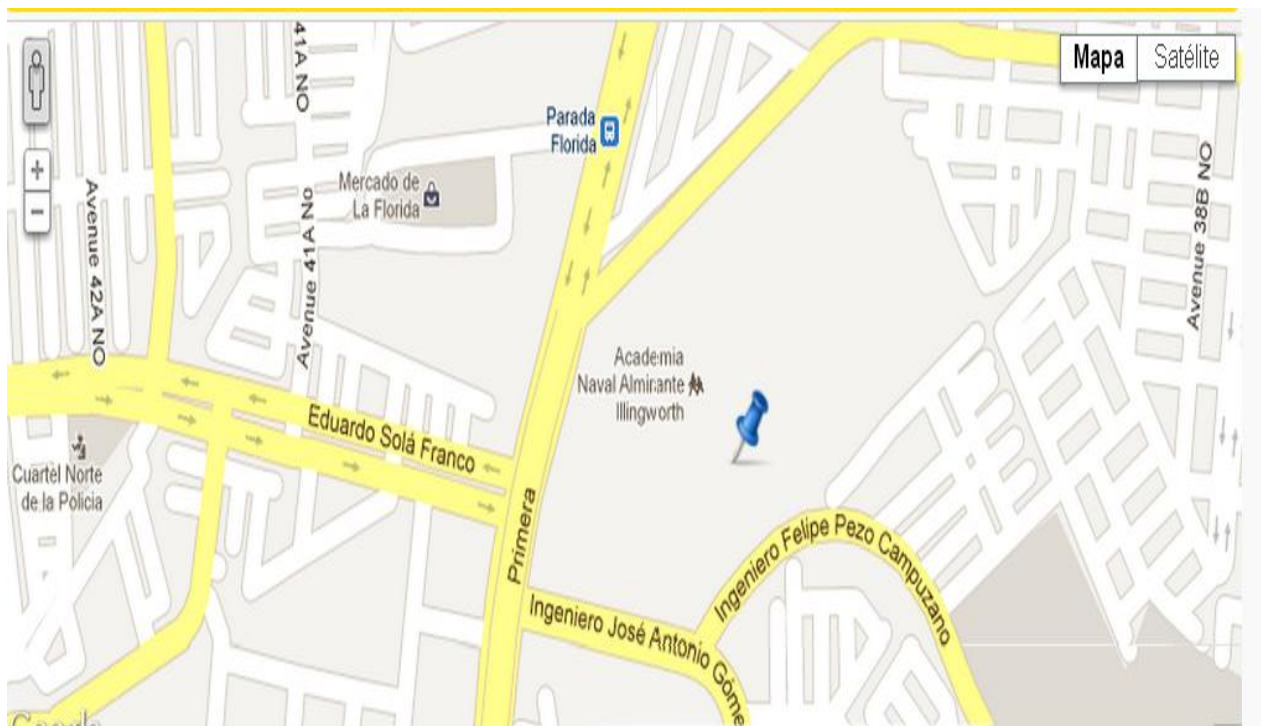 Mapa
Satélite
41A NO
Parada
Florida
Mercado de
La Florida
Avenue 42A NO
Avenue 41A No
Avenue 38B NO
Academia
Naval Almirante
Illingworth
Eduardo Solá Franco
Cuartel Norte
de la Policia
Primera
Ingeniero Felipe Pezo Campuzano
Ingeniero José Antonio Góme